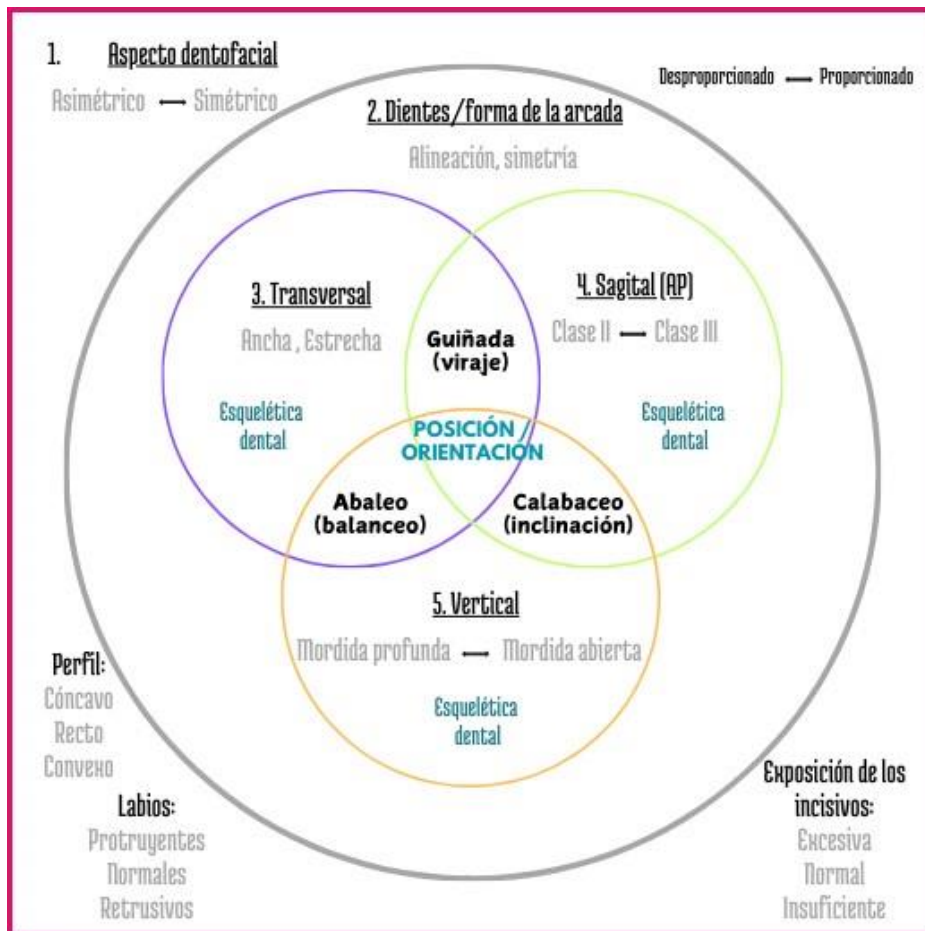 1. Aspecto dentofacial
Asimétrico ⟷ Simétrico
Desproporcionado ⟷ Proporcionado
2. Dientes/forma de la arcada
Alineación, simetría
3. Transversal
Ancha , Estrecha
Esquelética
dental
Guiñada
(viraje)
4. Sagital (AP)
Clase II ⟷ Clase III
Esquelética
dental
POSICIÓN /
ORIENTACIÓN
Abaleo
(balanceo)
Calabaceo
(inclinación)
5. Vertical
Mordida profunda ⟷ Mordida abierta
Esquelética
dental
Perfil:
Cóncavo
Recto
Convexo
Labios:
Protruyentes
Normales
Retrusivos
Exposición de los
incisivos:
Excesiva
Normal
Insuficiente